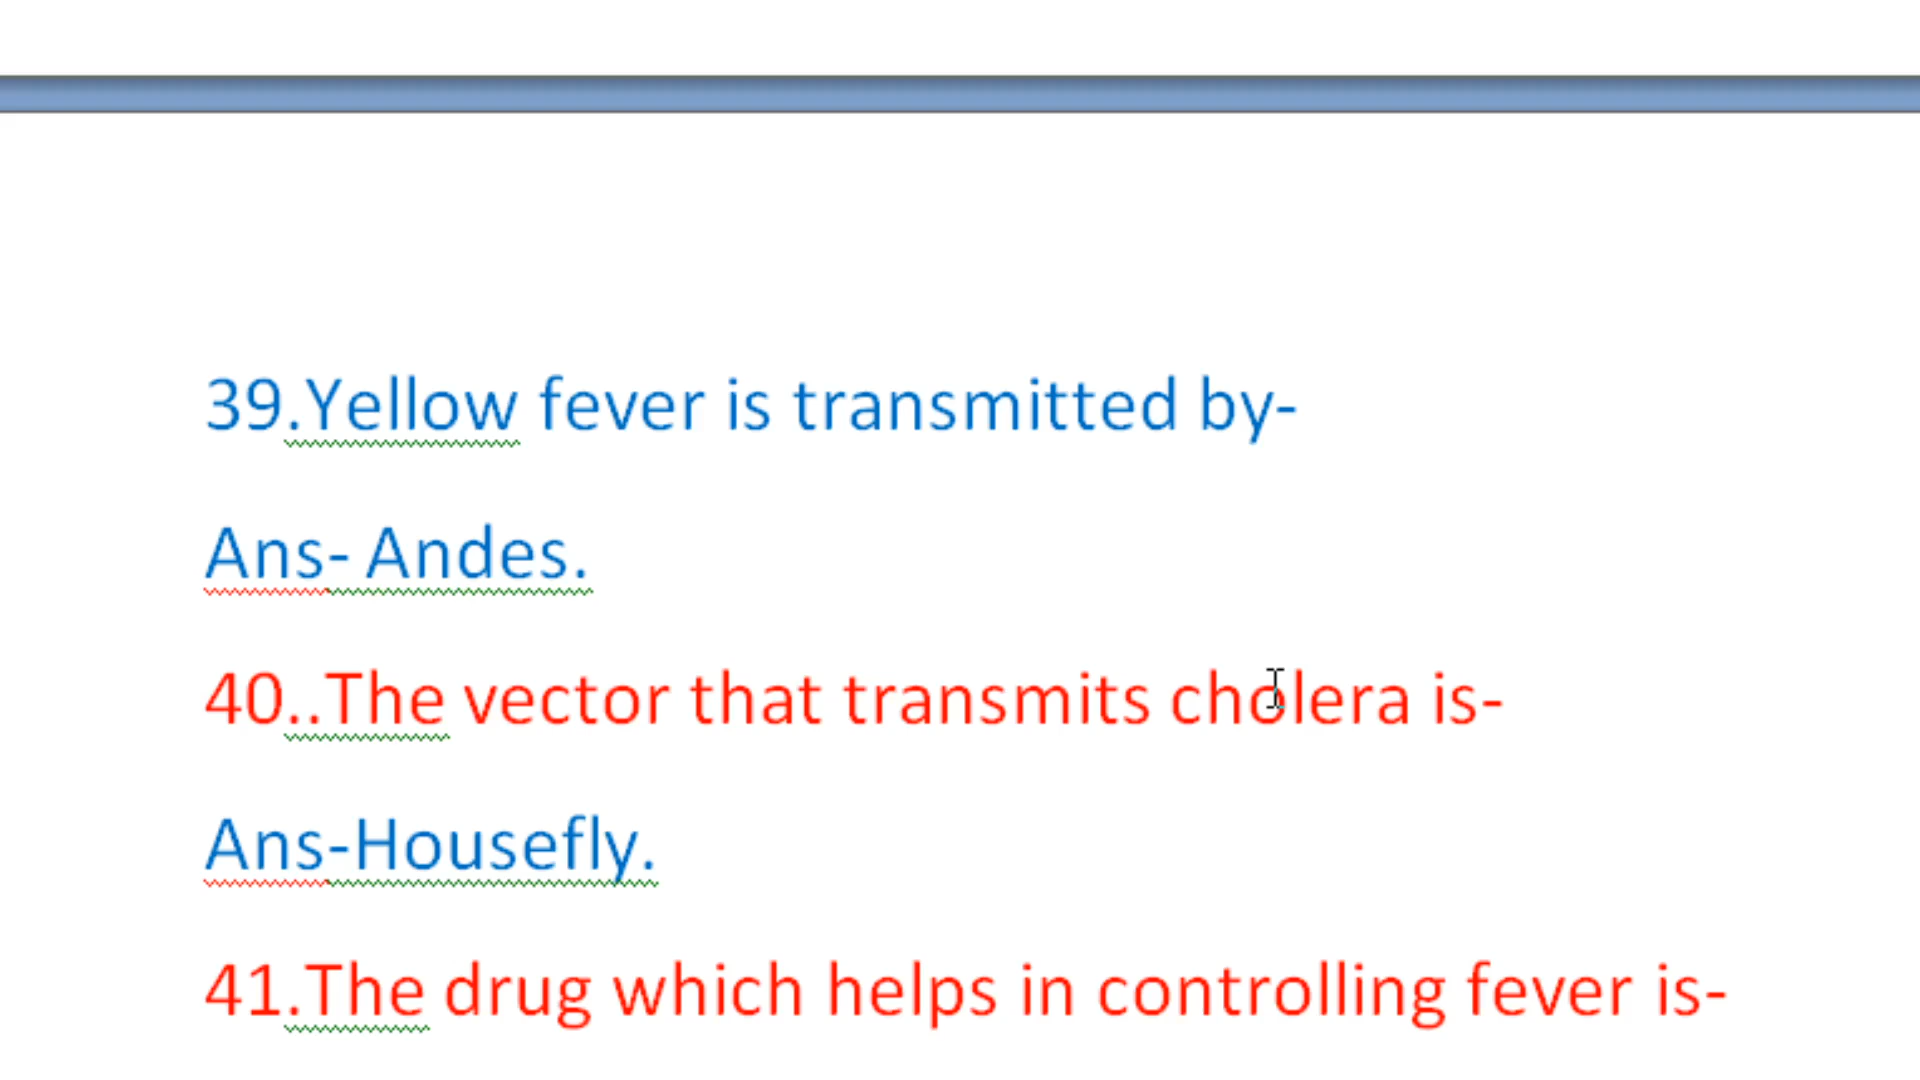 39.Yellow fever is transmitted by-
Ans- Andes.
40..The vector that transmits cholera is-
Ans-Housefly.
41.The drug which helps in controlling fever is-